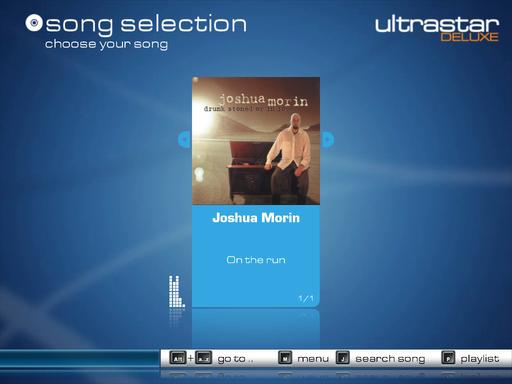 song selection
choose your song
ultrastar
DELUXE
joshua morin
drunk stoned or in
Joshua Morin
On the run
1/1
Alt + A...Z go to .. M menu J search song P playlist